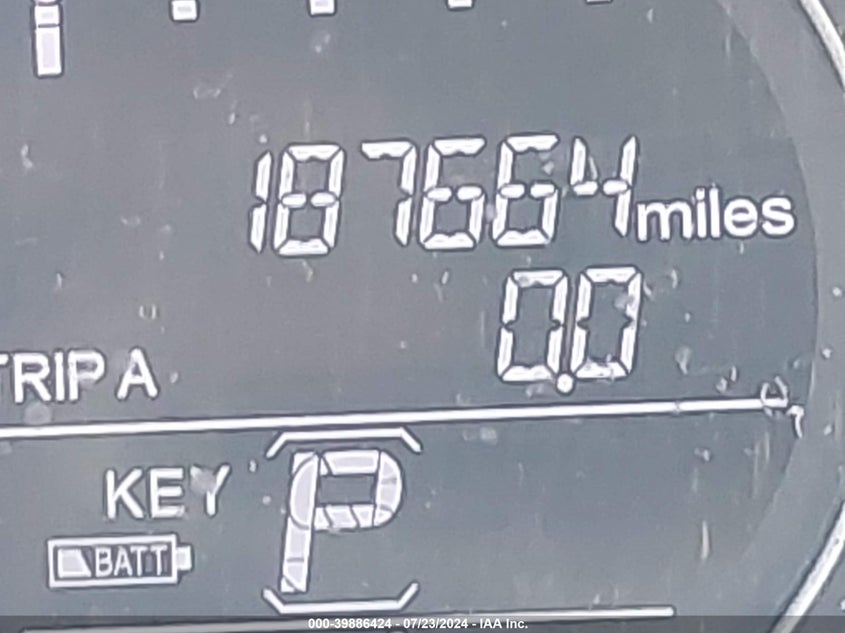 187664 miles
0.0
TRIP A
KEY P
BATT
000-39886424 - 07/23/2024 - IAA Inc.